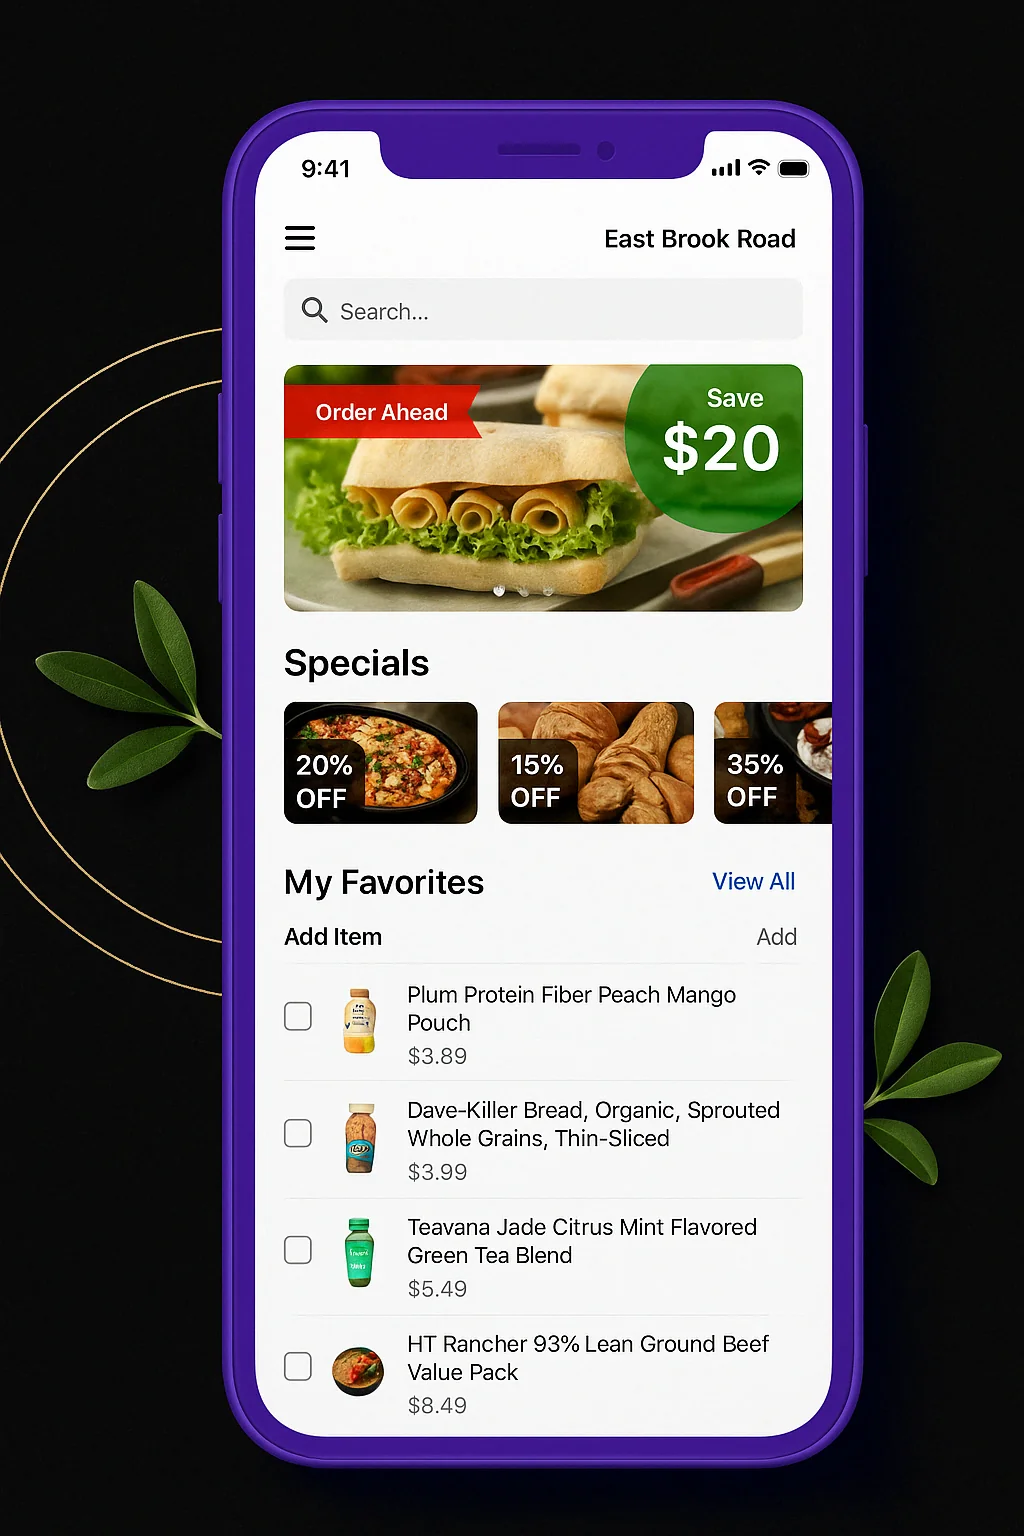 9:41
East Brook Road
Search...
Order Ahead
Save
$20
Specials
20%
OFF
15%
OFF
35%
OFF
My Favorites
View All
Add Item
Add
Plum Protein Fiber Peach Mango
Pouch
$3.89
Dave-Killer Bread, Organic, Sprouted
Whole Grains, Thin-Sliced
$3.99
Teavana Jade Citrus Mint Flavored
Green Tea Blend
$5.49
HT Rancher 93% Lean Ground Beef
Value Pack
$8.49